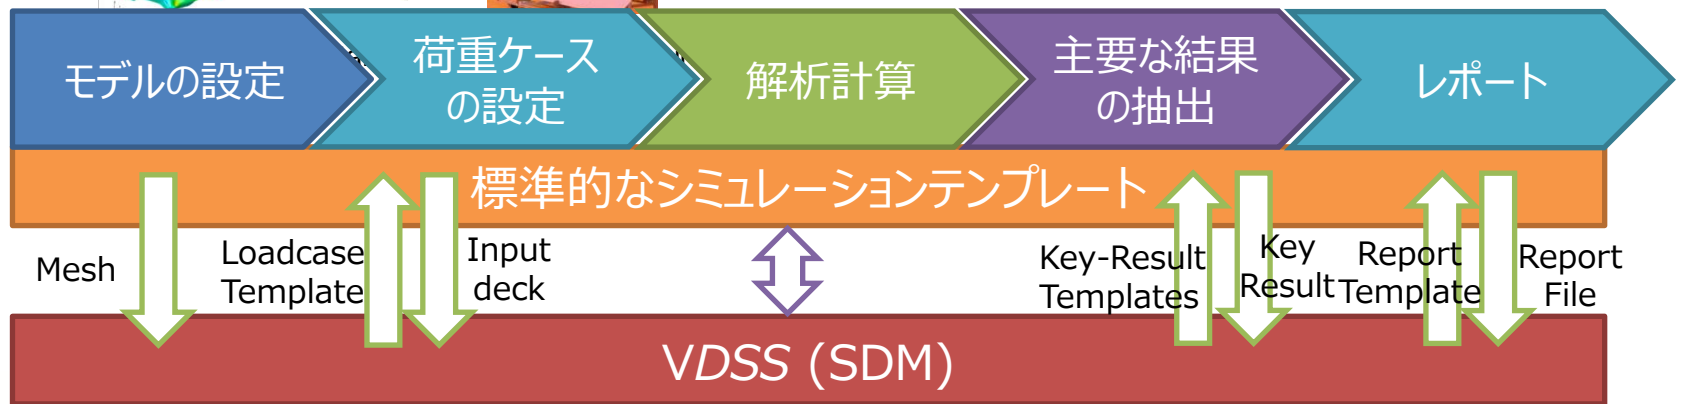 モデルの設定
荷重ケース
の設定
解析計算
主要な結果
の抽出
レポート
標準的なシミュレーションテンプレート
Mesh
Loadcase
Template
Input
deck
Key-Result
Templates
Key
Result
Report
Template
Report
File
VDSS (SDM)